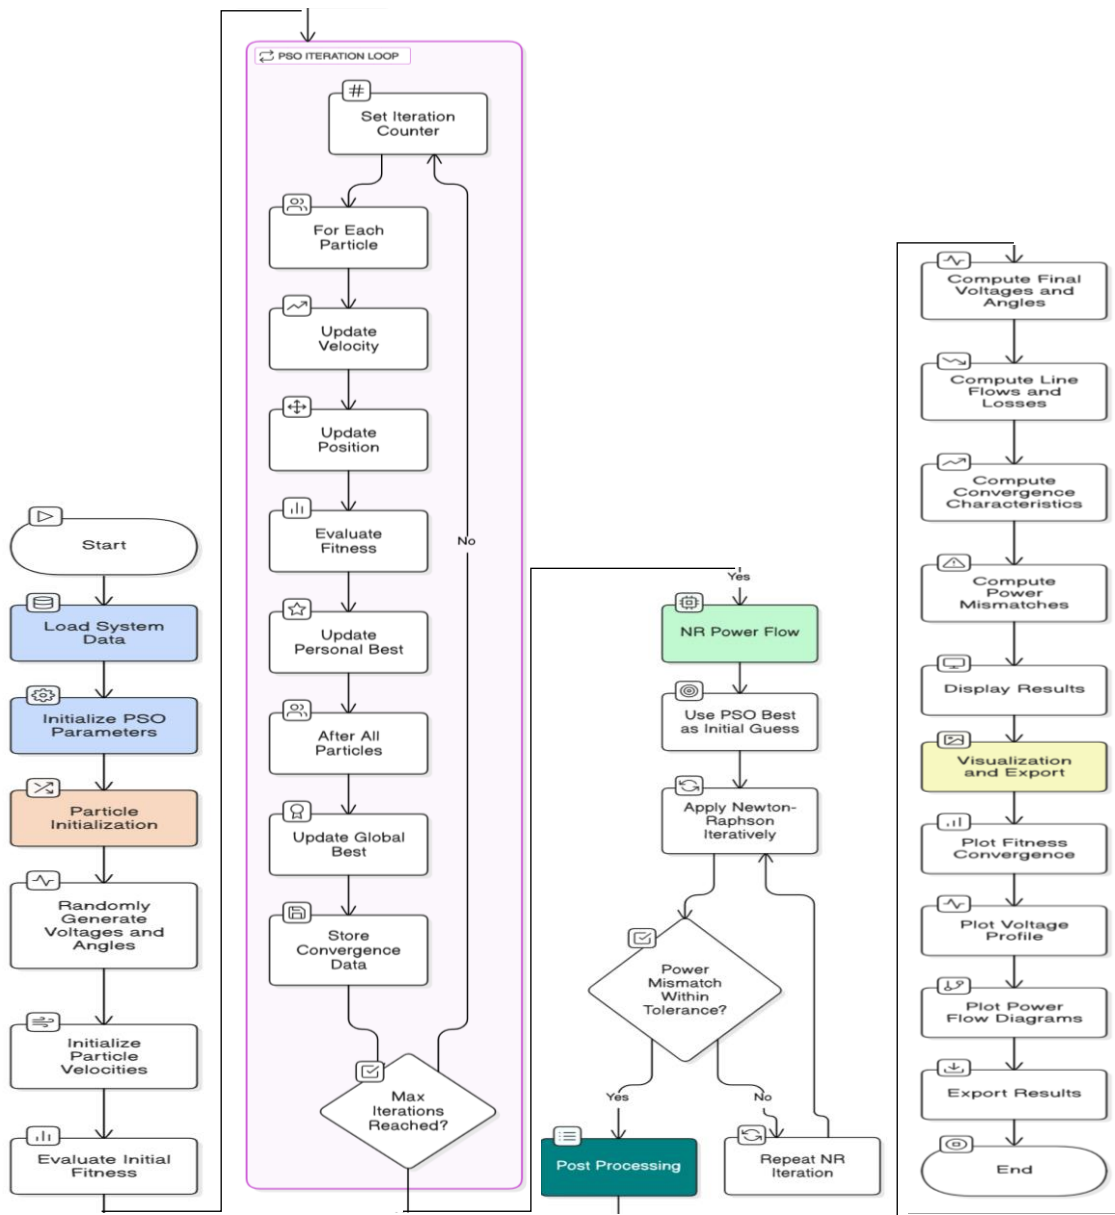 Start
Load System
Data
Initialize PSO
Parameters
Particle
Initialization
Randomly
Generate
Voltages and
Angles
Initialize
Particle
Velocities
Evaluate Initial
Fitness
PSO ITERATION LOOP
Set Iteration
Counter
For Each
Particle
Update
Velocity
Update
Position
Evaluate
Fitness
No
Update
Personal Best
After All
Particles
Update Global
Best
Store
Convergence
Data
Max
Iterations
Reached?
Yes
NR Power Flow
Use PSO Best
as Initial Guess
Apply Newton-
Raphson
Iteratively
Power
Mismatch
Within
Tolerance?
Yes
No
Post Processing
Repeat NR
Iteration
Compute Final
Voltages and
Angles
Compute Line
Flows and
Losses
Compute
Convergence
Characteristics
Compute
Power
Mismatches
Display Results
Visualization
and Export
Plot Fitness
Convergence
Plot Voltage
Profile
Plot Power
Flow Diagrams
Export Results
End